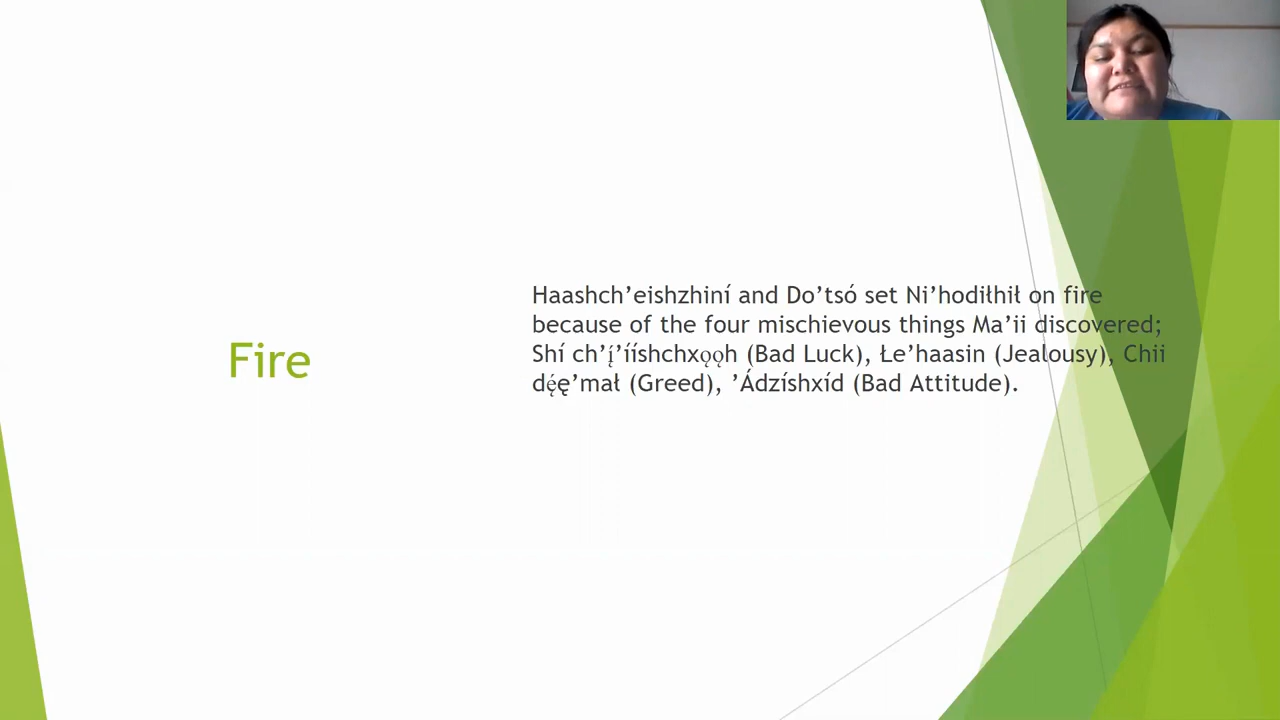 Fire
Haashch’eishzhiní and Do’tsó set Ni’hodiłhił on fire
because of the four mischievous things Ma’ii discovered;
Shí ch’į́’ííshchxǫǫh (Bad Luck), Łe’haasin (Jealousy), Chii
dę́ę’mał (Greed), ’Ádzíshxíd (Bad Attitude).